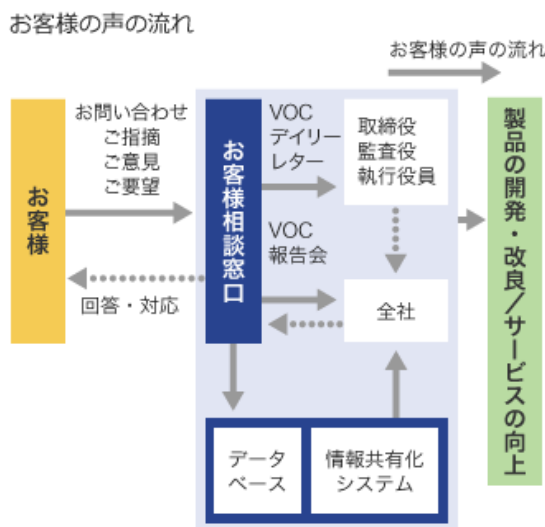 お客様の声の流れ
お客様の声の流れ
お客様
お問い合わせ
ご指摘
ご意見
ご要望
回答・対応
お客様相談窓口
VOC
デイリー
レター
VOC
報告会
取締役
監査役
執行役員
全社
データ
ベース
情報共有化
システム
製品の開発・改良／サービスの向上